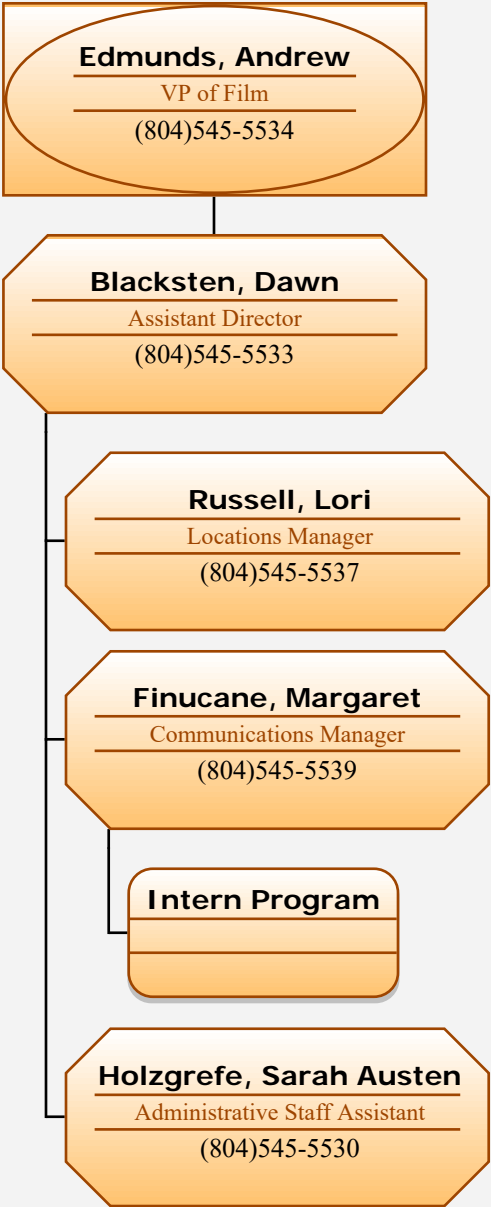 Edmunds, Andrew
VP of Film
(804)545-5534
Blacksten, Dawn
Assistant Director
(804)545-5533
Russell, Lori
Locations Manager
(804)545-5537
Finucane, Margaret
Communications Manager
(804)545-5539
Intern Program
Holzgrefe, Sarah Austen
Administrative Staff Assistant
(804)545-5530